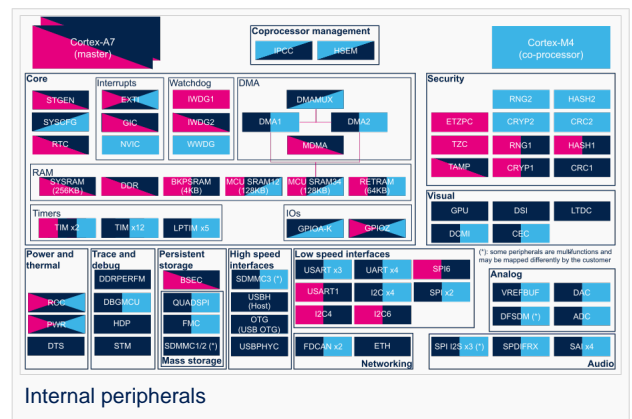 Cortex-A7
(master)
Coprocessor management
IPCC
HSEM
Cortex-M4
(co-processor)
Core
STGEN
SYSCFG
RTC
Interrupts
EXTI
GIC
NVIC
Watchdog
IWDG1
IWDG2
WWDG
DMA
DMAMUX
DMA1
DMA2
MDMA
Security
RNG2
HASH2
ETZPC
CRYP2
CRC2
TZC
RNG1
HASH1
TAMP
CRYP1
CRC1
RAM
SYSRAM
(256KB)
DDR
BKPSRAM
(4KB)
MCU SRAM12
(128KB)
MCU SRAM34
(128KB)
RETRAM
(64KB)
Timers
TIM x2
TIM x12
LPTIM x5
IOs
GPIOA-K
GPIOZ
Visual
GPU
DSI
LTDC
DCMI
CEC
(*): some peripherals are multifunctions and
may be mapped differently by the customer
Power and
thermal
RCC
PWR
DTS
Trace and
debug
DDRPERFM
DBGMCU
HDP
STM
Persistent
storage
BSEC
QUADSPI
FMC
SDMMC1/2 (*)
Mass storage
High speed
interfaces
SDMMC3 (*)
USBH
(Host)
OTG
(USB OTG)
USBPHYC
Low speed interfaces
USART x3
UART x4
SPI6
USART1
I2C x4
SPI x2
I2C4
I2C6
FDCAN x2
ETH
Networking
Analog
VREFBUF
DAC
DFSDM (*)
ADC
SPI I2S x3 (*)
SPDIFRX
SAI x4
Audio
Internal peripherals